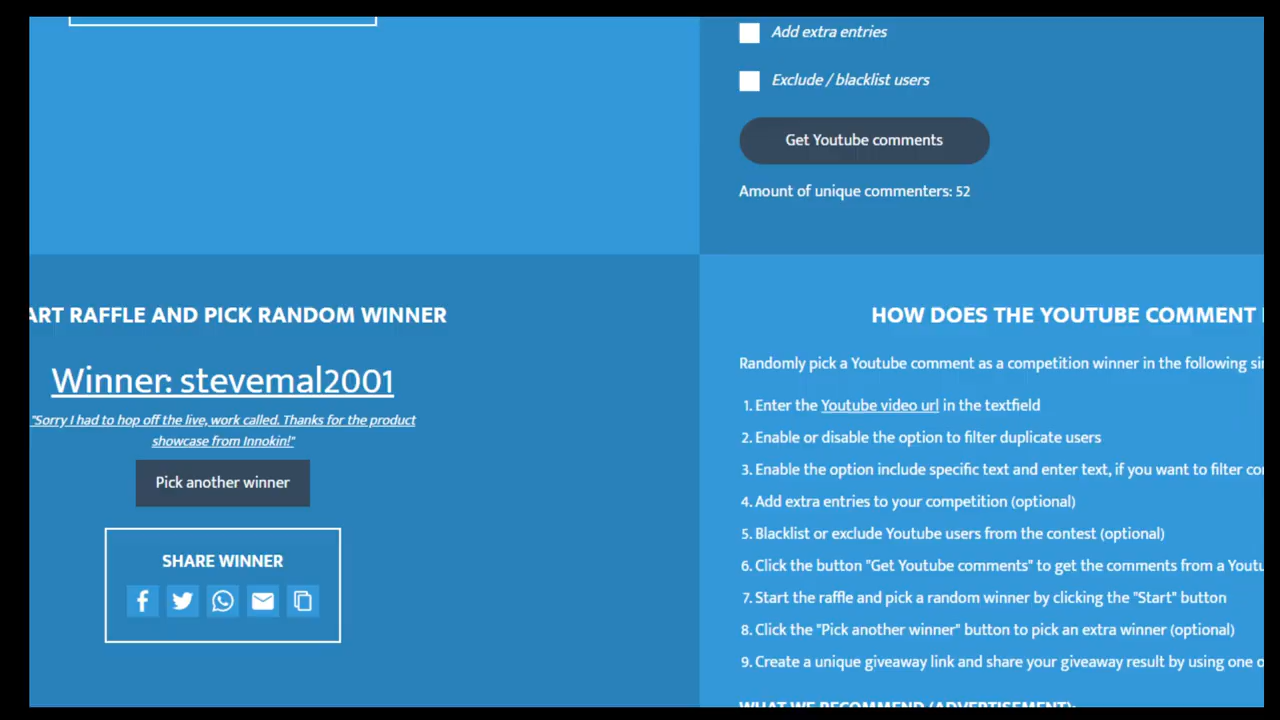 Add extra entries
Exclude / blacklist users
Get Youtube comments
Amount of unique commenters: 52
ART RAFFLE AND PICK RANDOM WINNER
Winner: stevemal2001
"Sorry I had to hop off the live, work called. Thanks for the product
showcase from Innokin!"
Pick another winner
SHARE WINNER
HOW DOES THE YOUTUBE COMMENT
Randomly pick a Youtube comment as a competition winner in the following si
1. Enter the Youtube video url in the textfield
2. Enable or disable the option to filter duplicate users
3. Enable the option include specific text and enter text, if you want to filter co
4. Add extra entries to your competition (optional)
5. Blacklist or exclude Youtube users from the contest (optional)
6. Click the button "Get Youtube comments" to get the comments from a Youtu
7. Start the raffle and pick a random winner by clicking the "Start" button
8. Click the "Pick another winner" button to pick an extra winner (optional)
9. Create a unique giveaway link and share your giveaway result by using one o
WHAT WE RECOMMEND (ADVERTISEMENT):